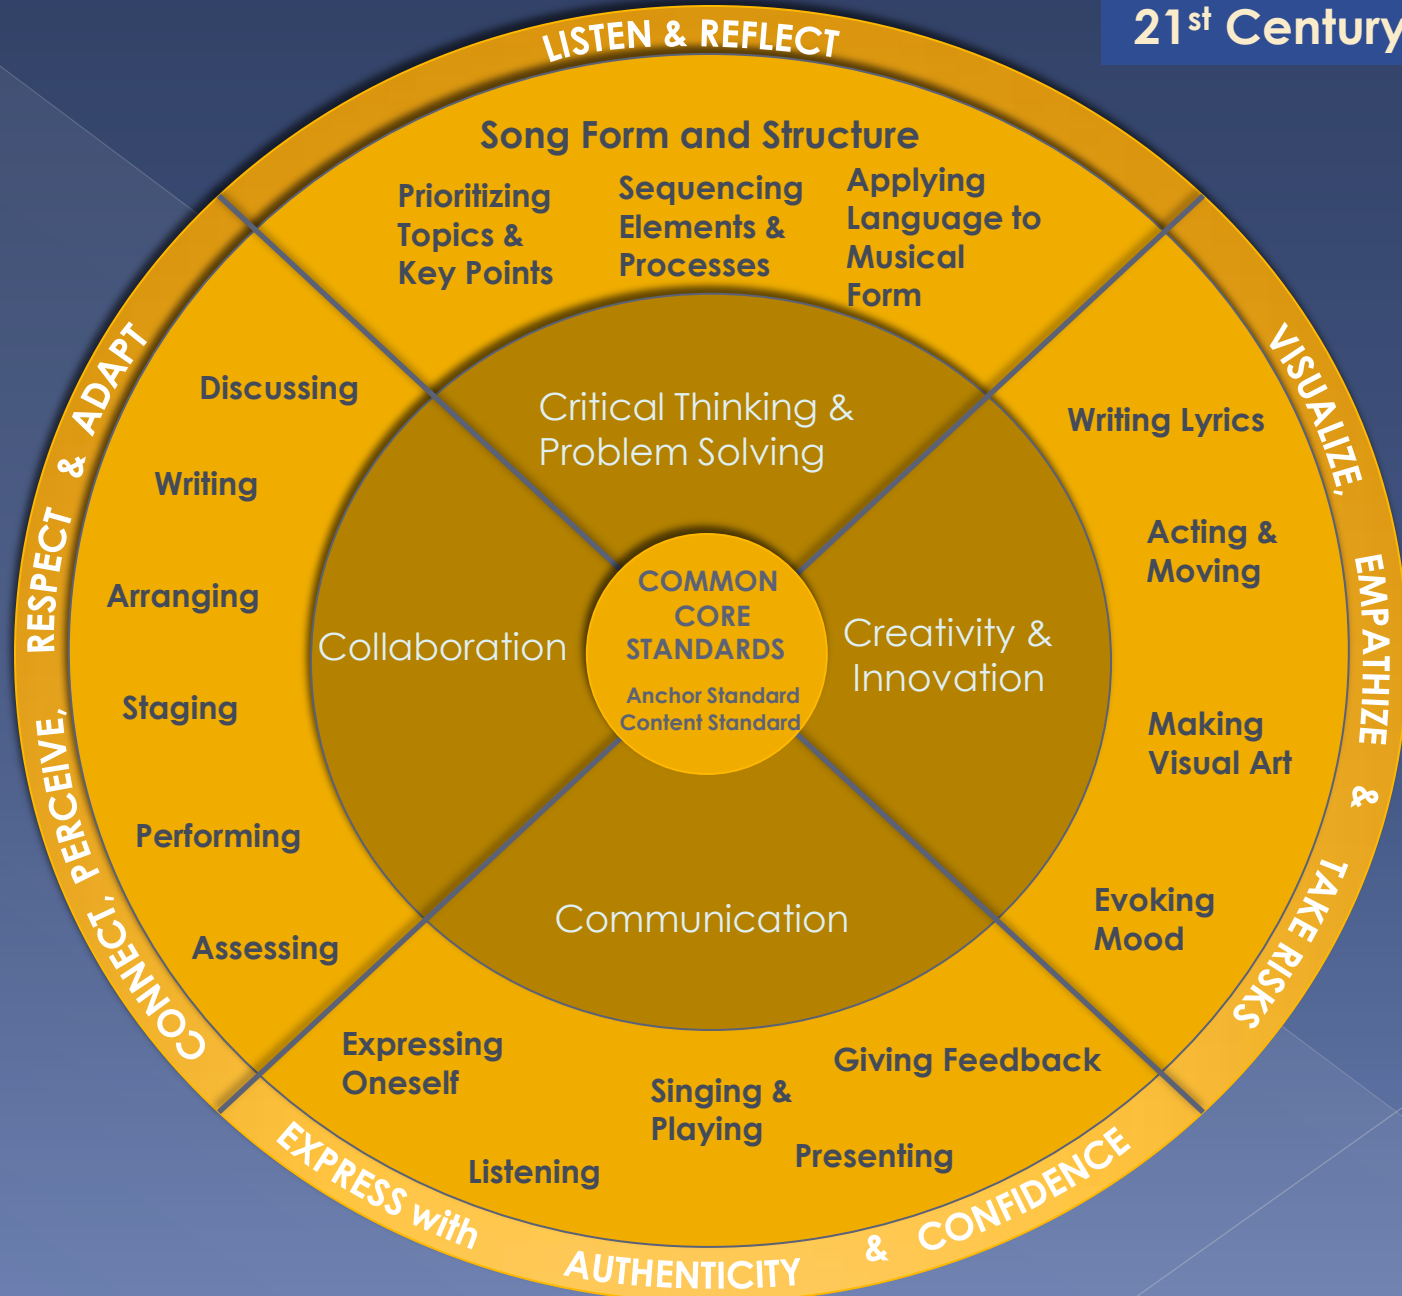 21st Century
LISTEN & REFLECT
Song Form and Structure
Prioritizing
Topics &
Key Points
Sequencing
Elements &
Processes
Applying
Language to
Musical
Form
Critical Thinking &
Problem Solving
VISUALIZE, EMPATHIZE & TAKE RISKS
Writing Lyrics
Acting &
Moving
Making
Visual Art
Evoking
Mood
Creativity &
Innovation
COMMON
CORE
STANDARDS
Anchor Standard
Content Standard
Collaboration
Discussing
Writing
Arranging
Staging
Performing
Assessing
CONNECT, PERCEIVE, RESPECT & ADAPT
Communication
Expressing
Oneself
Listening
Singing &
Playing
Giving Feedback
Presenting
EXPRESS with AUTHENTICITY & CONFIDENCE